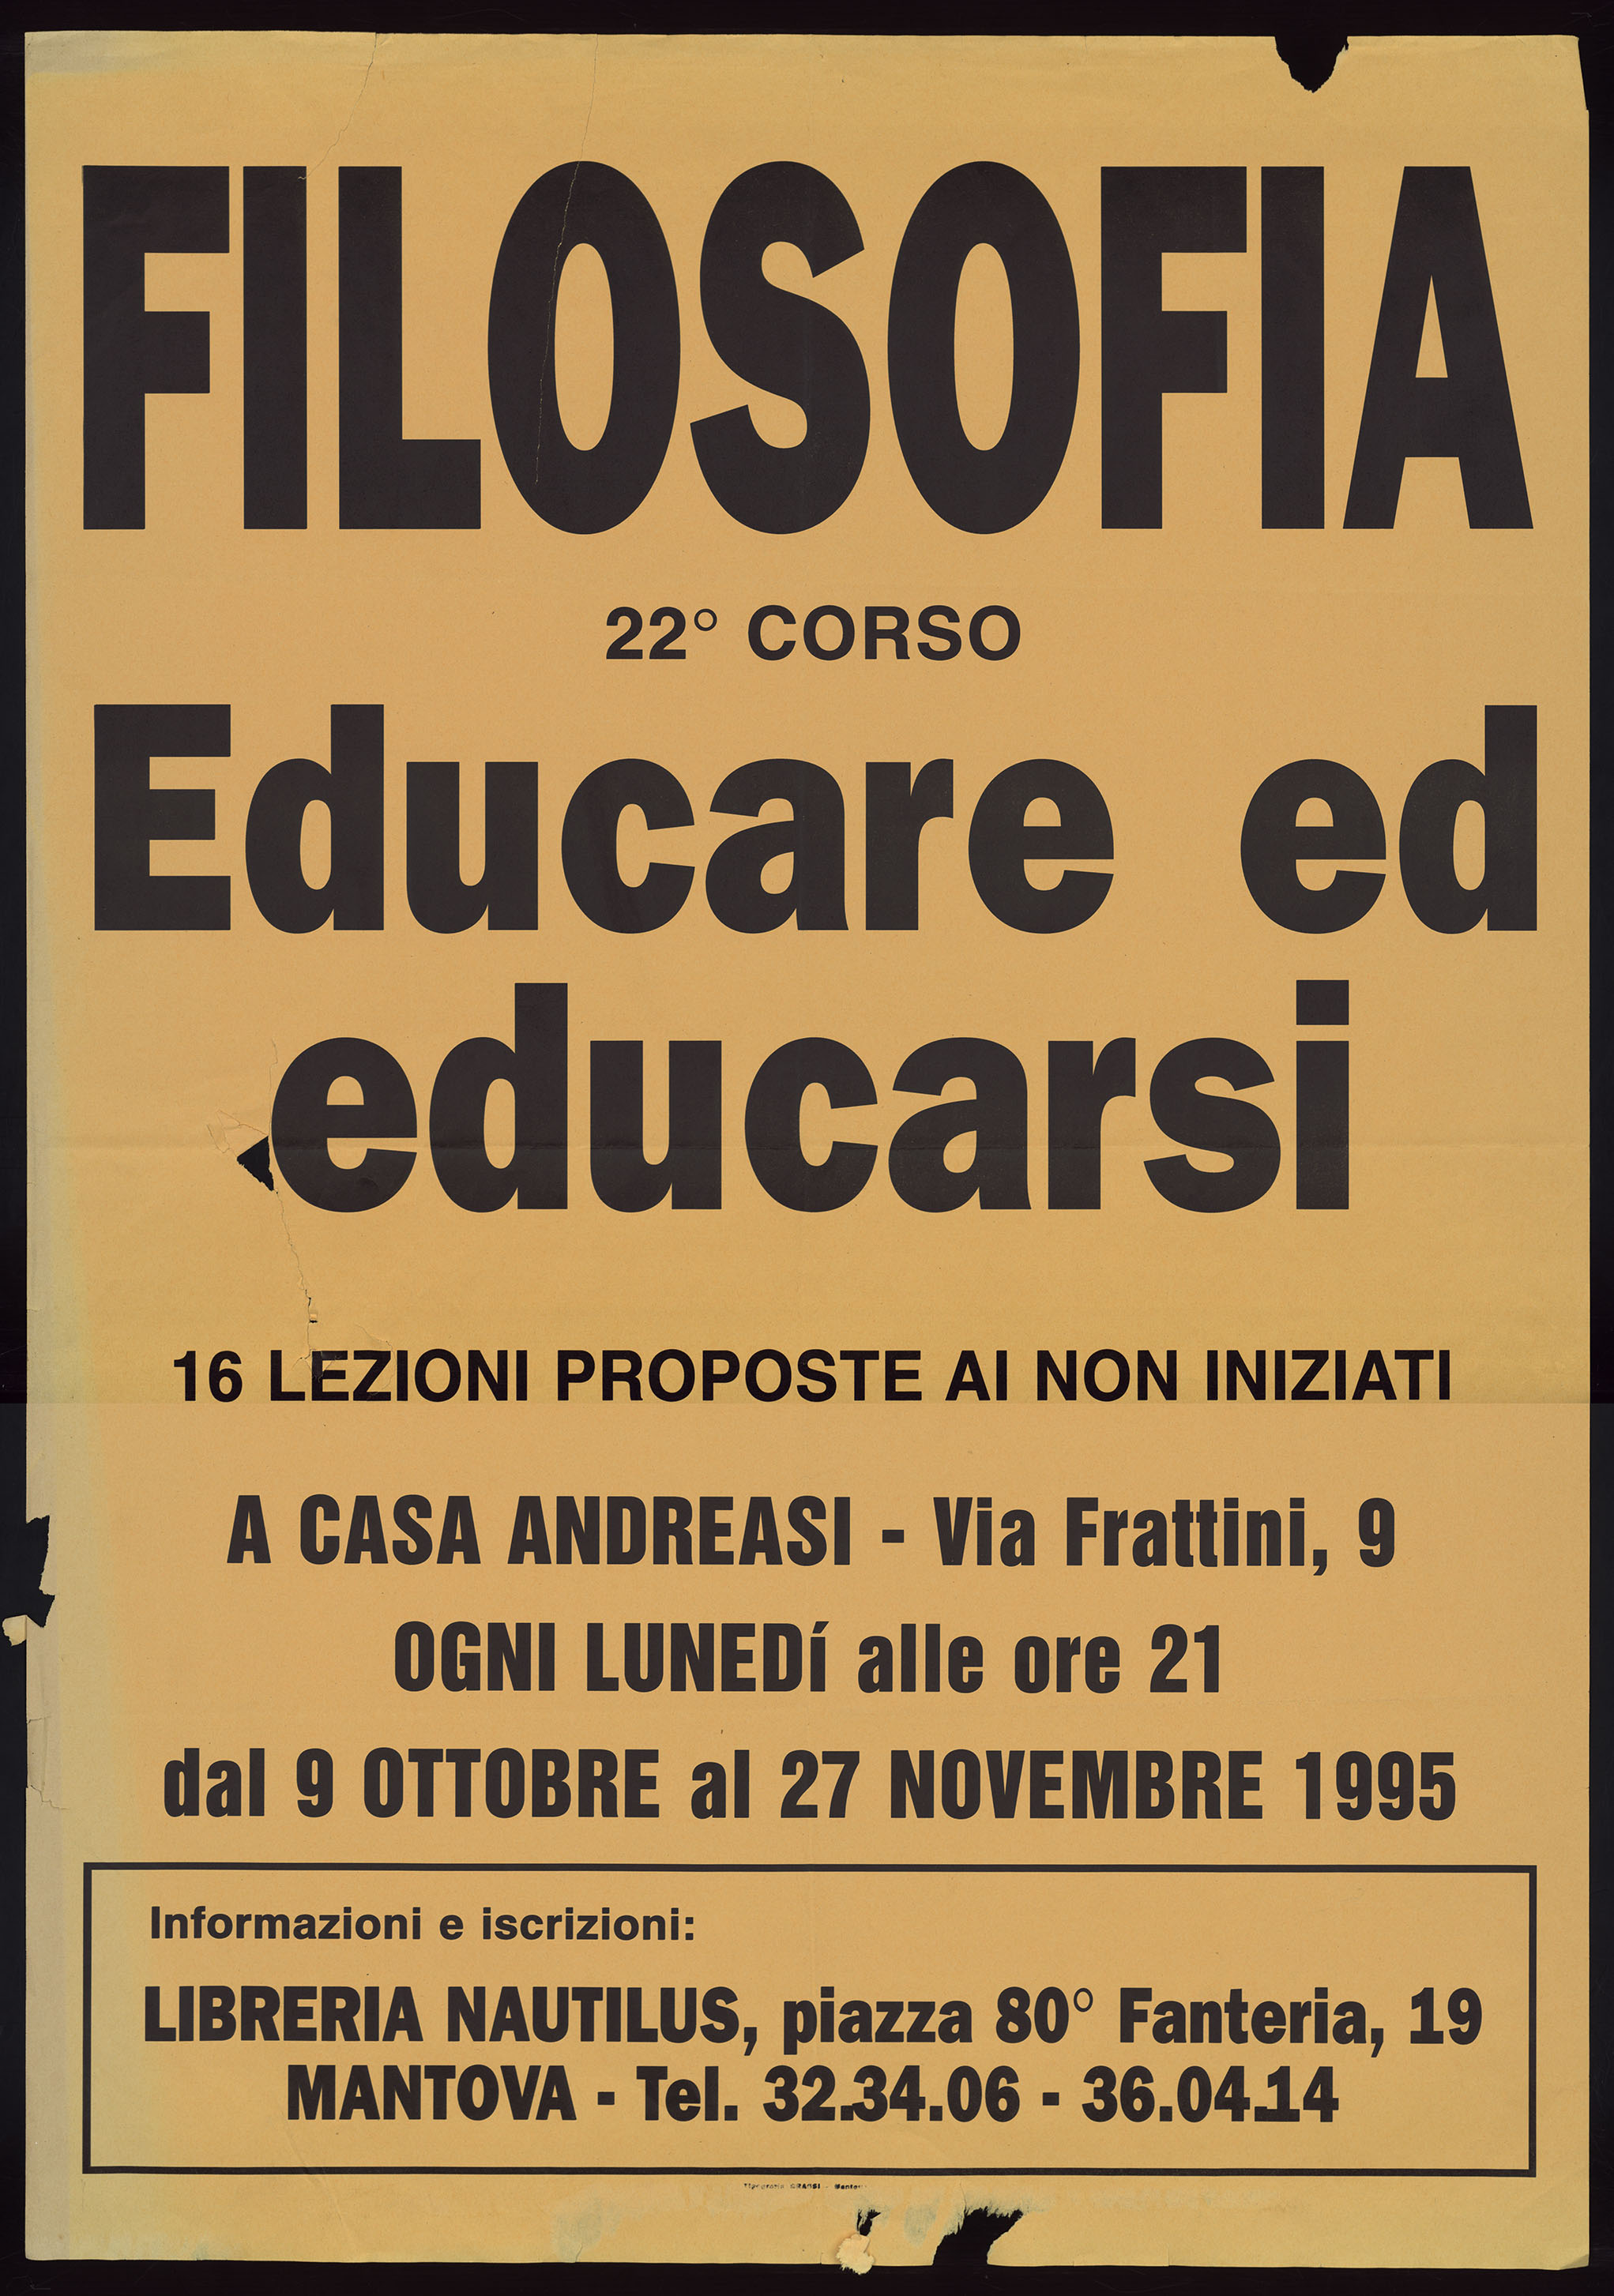 FILOSOFIA
22° CORSO
Educare ed
educarsi
16 LEZIONI PROPOSTE AI NON INIZIATI
A CASA ANDREASI - Via Frattini, 9
OGNI LUNEDí alle ore 21
dal 9 OTTOBRE al 27 NOVEMBRE 1995
Informazioni e iscrizioni:
LIBRERIA NAUTILUS, piazza 80° Fanteria, 19
MANTOVA - Tel. 32.34.06 - 36.04.14
Tipografia GRASSI -